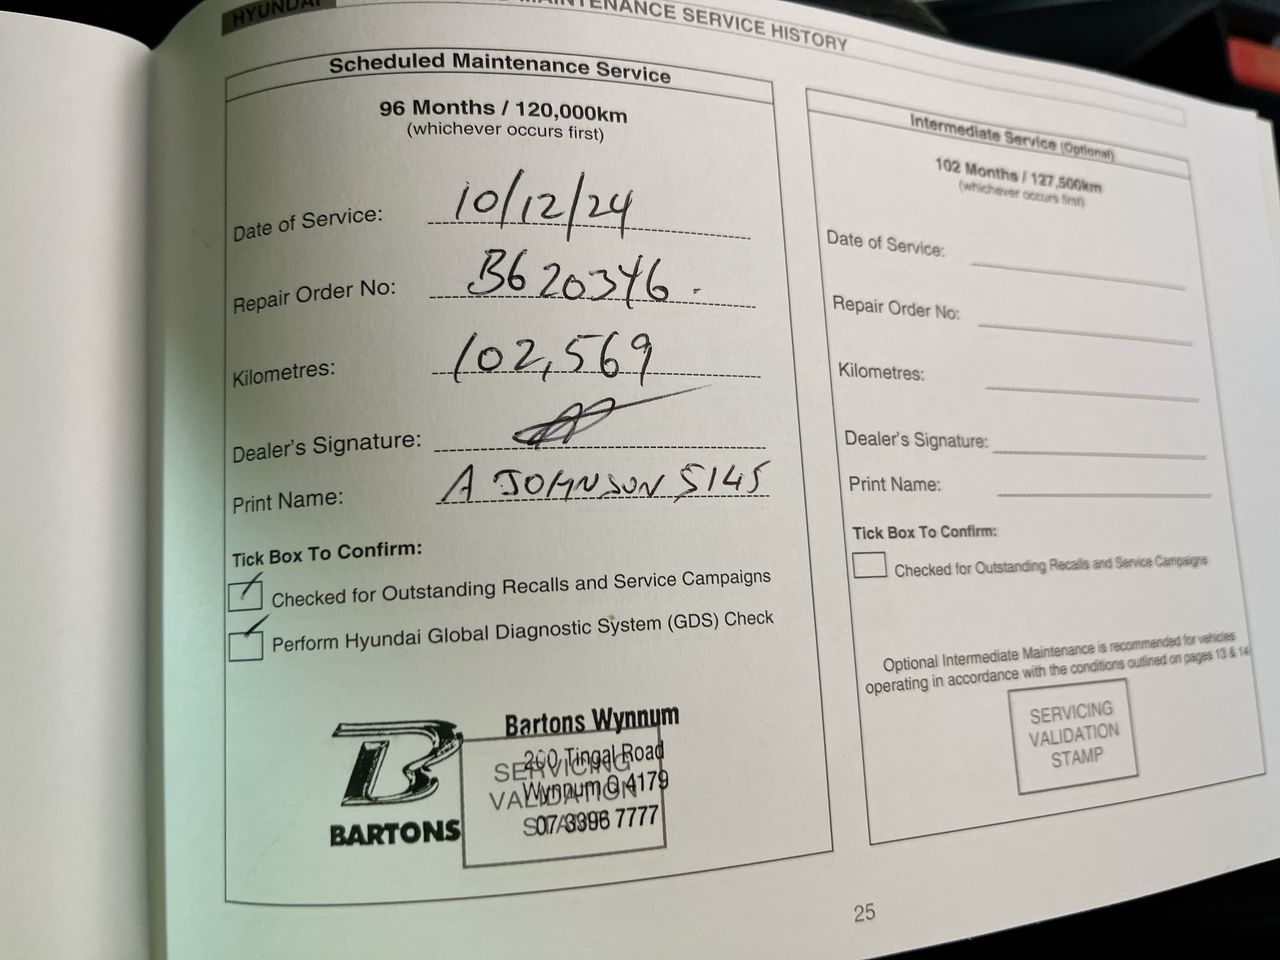 HYUNDAI
MAINTENANCE SERVICE HISTORY
Scheduled Maintenance Service
96 Months / 120,000km
(whichever occurs first)
Date of Service: 10/12/24
Repair Order No: B620346.
Kilometres: 102,569
Dealer's Signature:
Print Name: A JOHNSON S145
Tick Box To Confirm:
Checked for Outstanding Recalls and Service Campaigns
Perform Hyundai Global Diagnostic System (GDS) Check
B
BARTONS
Bartons Wynnum
260 Tingal Road
Wynnum Q 4179
07 3396 7777
SERVICING
VALIDATION
STAMP
Intermediate Service (Optional)
102 Months / 127,500km
(whichever occurs first)
Date of Service:
Repair Order No:
Kilometres:
Dealer's Signature:
Print Name:
Tick Box To Confirm:
Checked for Outstanding Recalls and Service Campaigns
Optional Intermediate Maintenance is recommended for vehicles
operating in accordance with the conditions outlined on pages 13 & 14
SERVICING
VALIDATION
STAMP
25